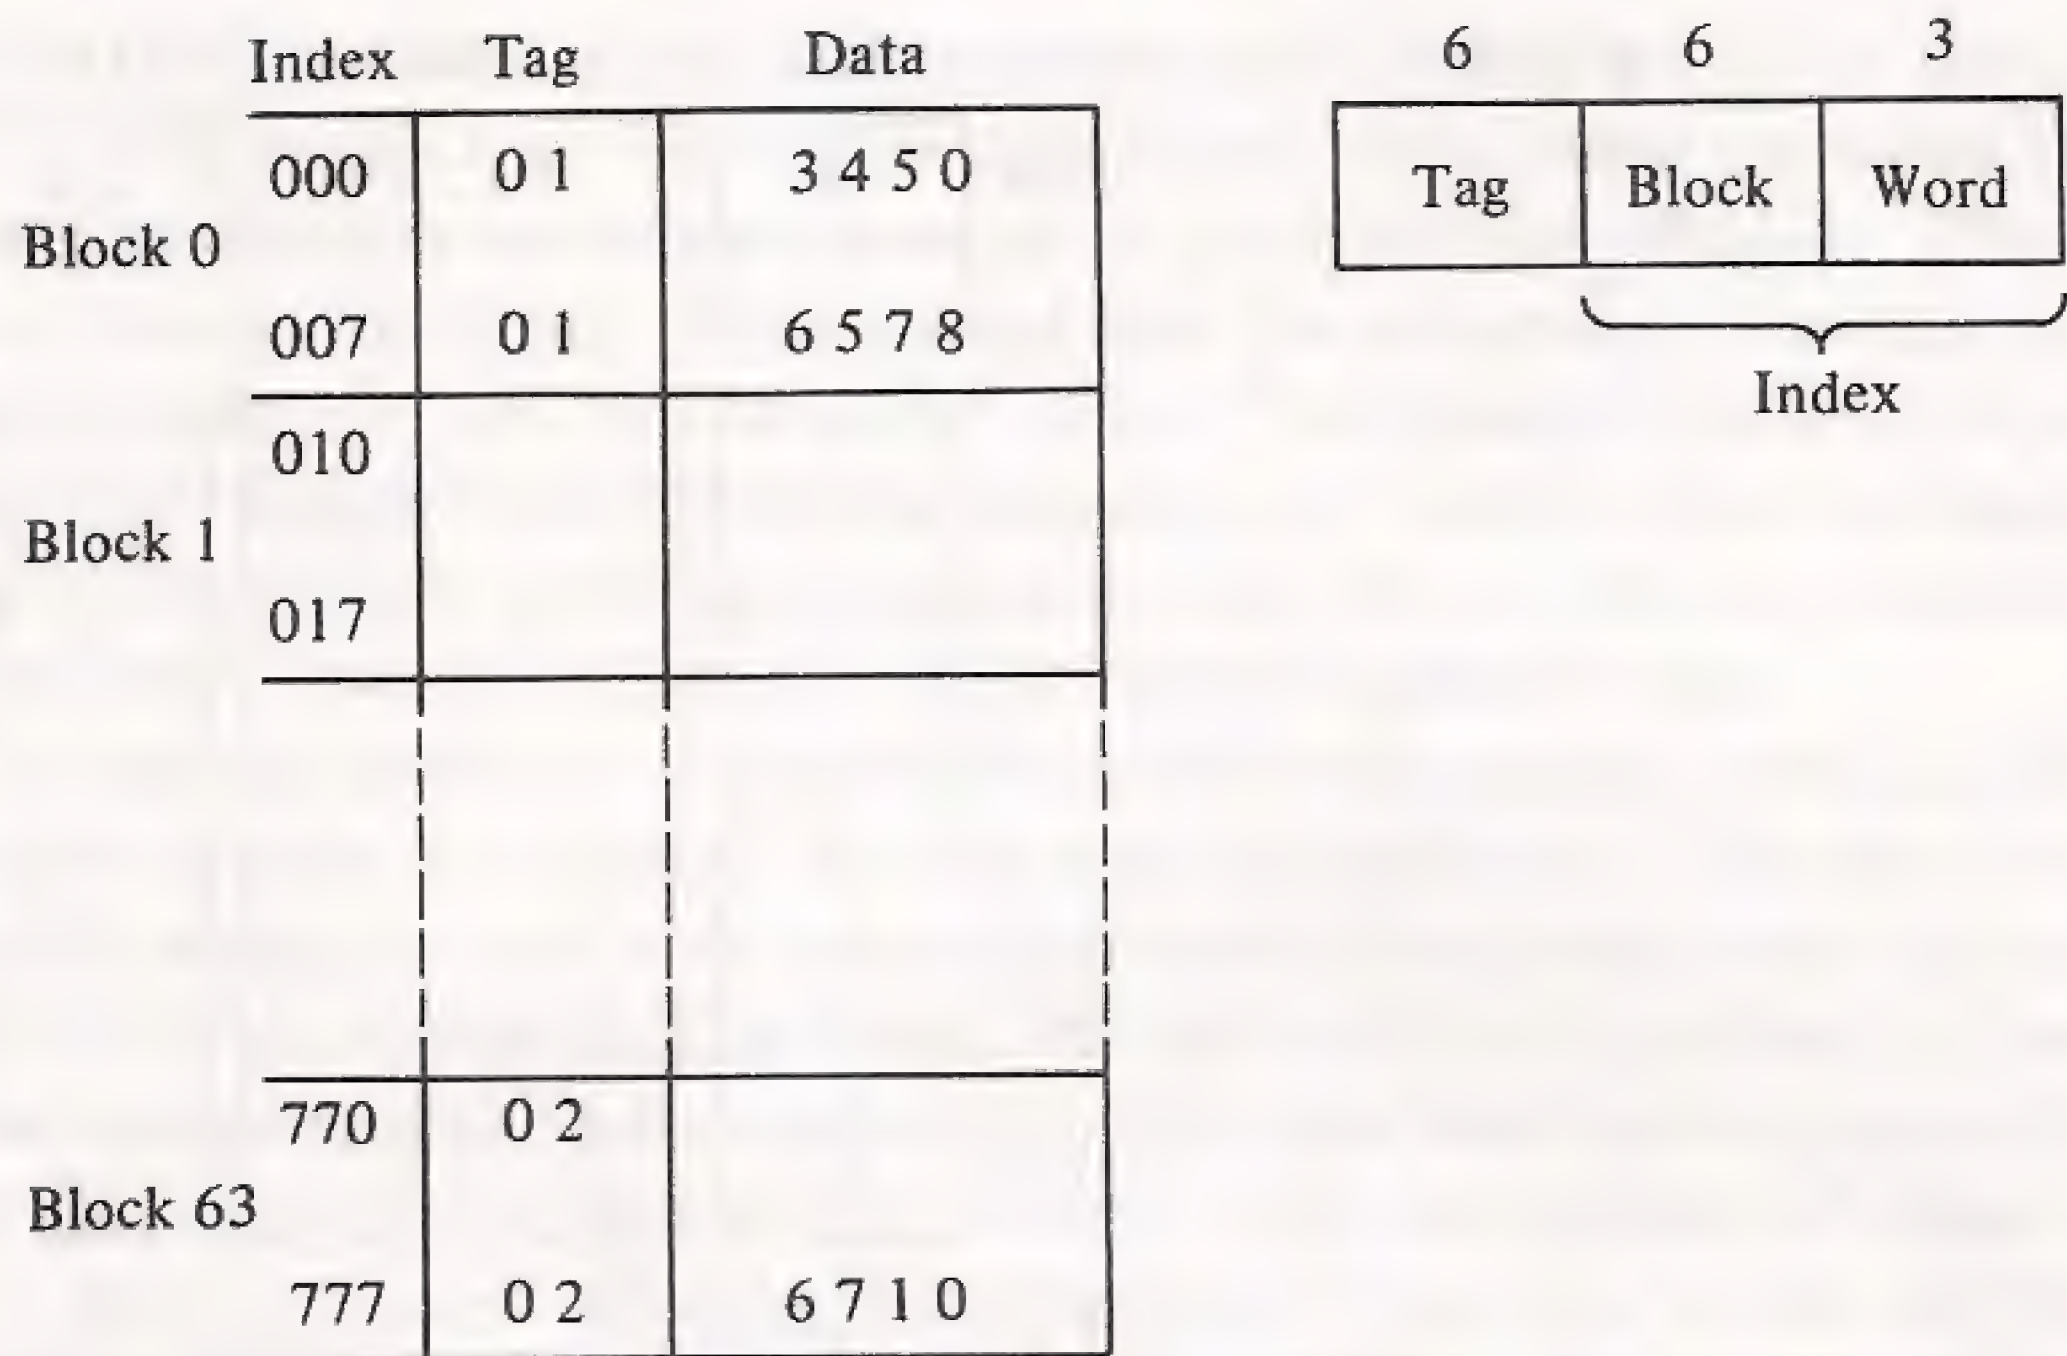 Index Tag Data
000 0 1 3 4 5 0
Block 0
007 0 1 6 5 7 8
010
Block 1
017
770 0 2
Block 63
777 0 2 6 7 1 0
6 6 3
Tag Block Word
Index